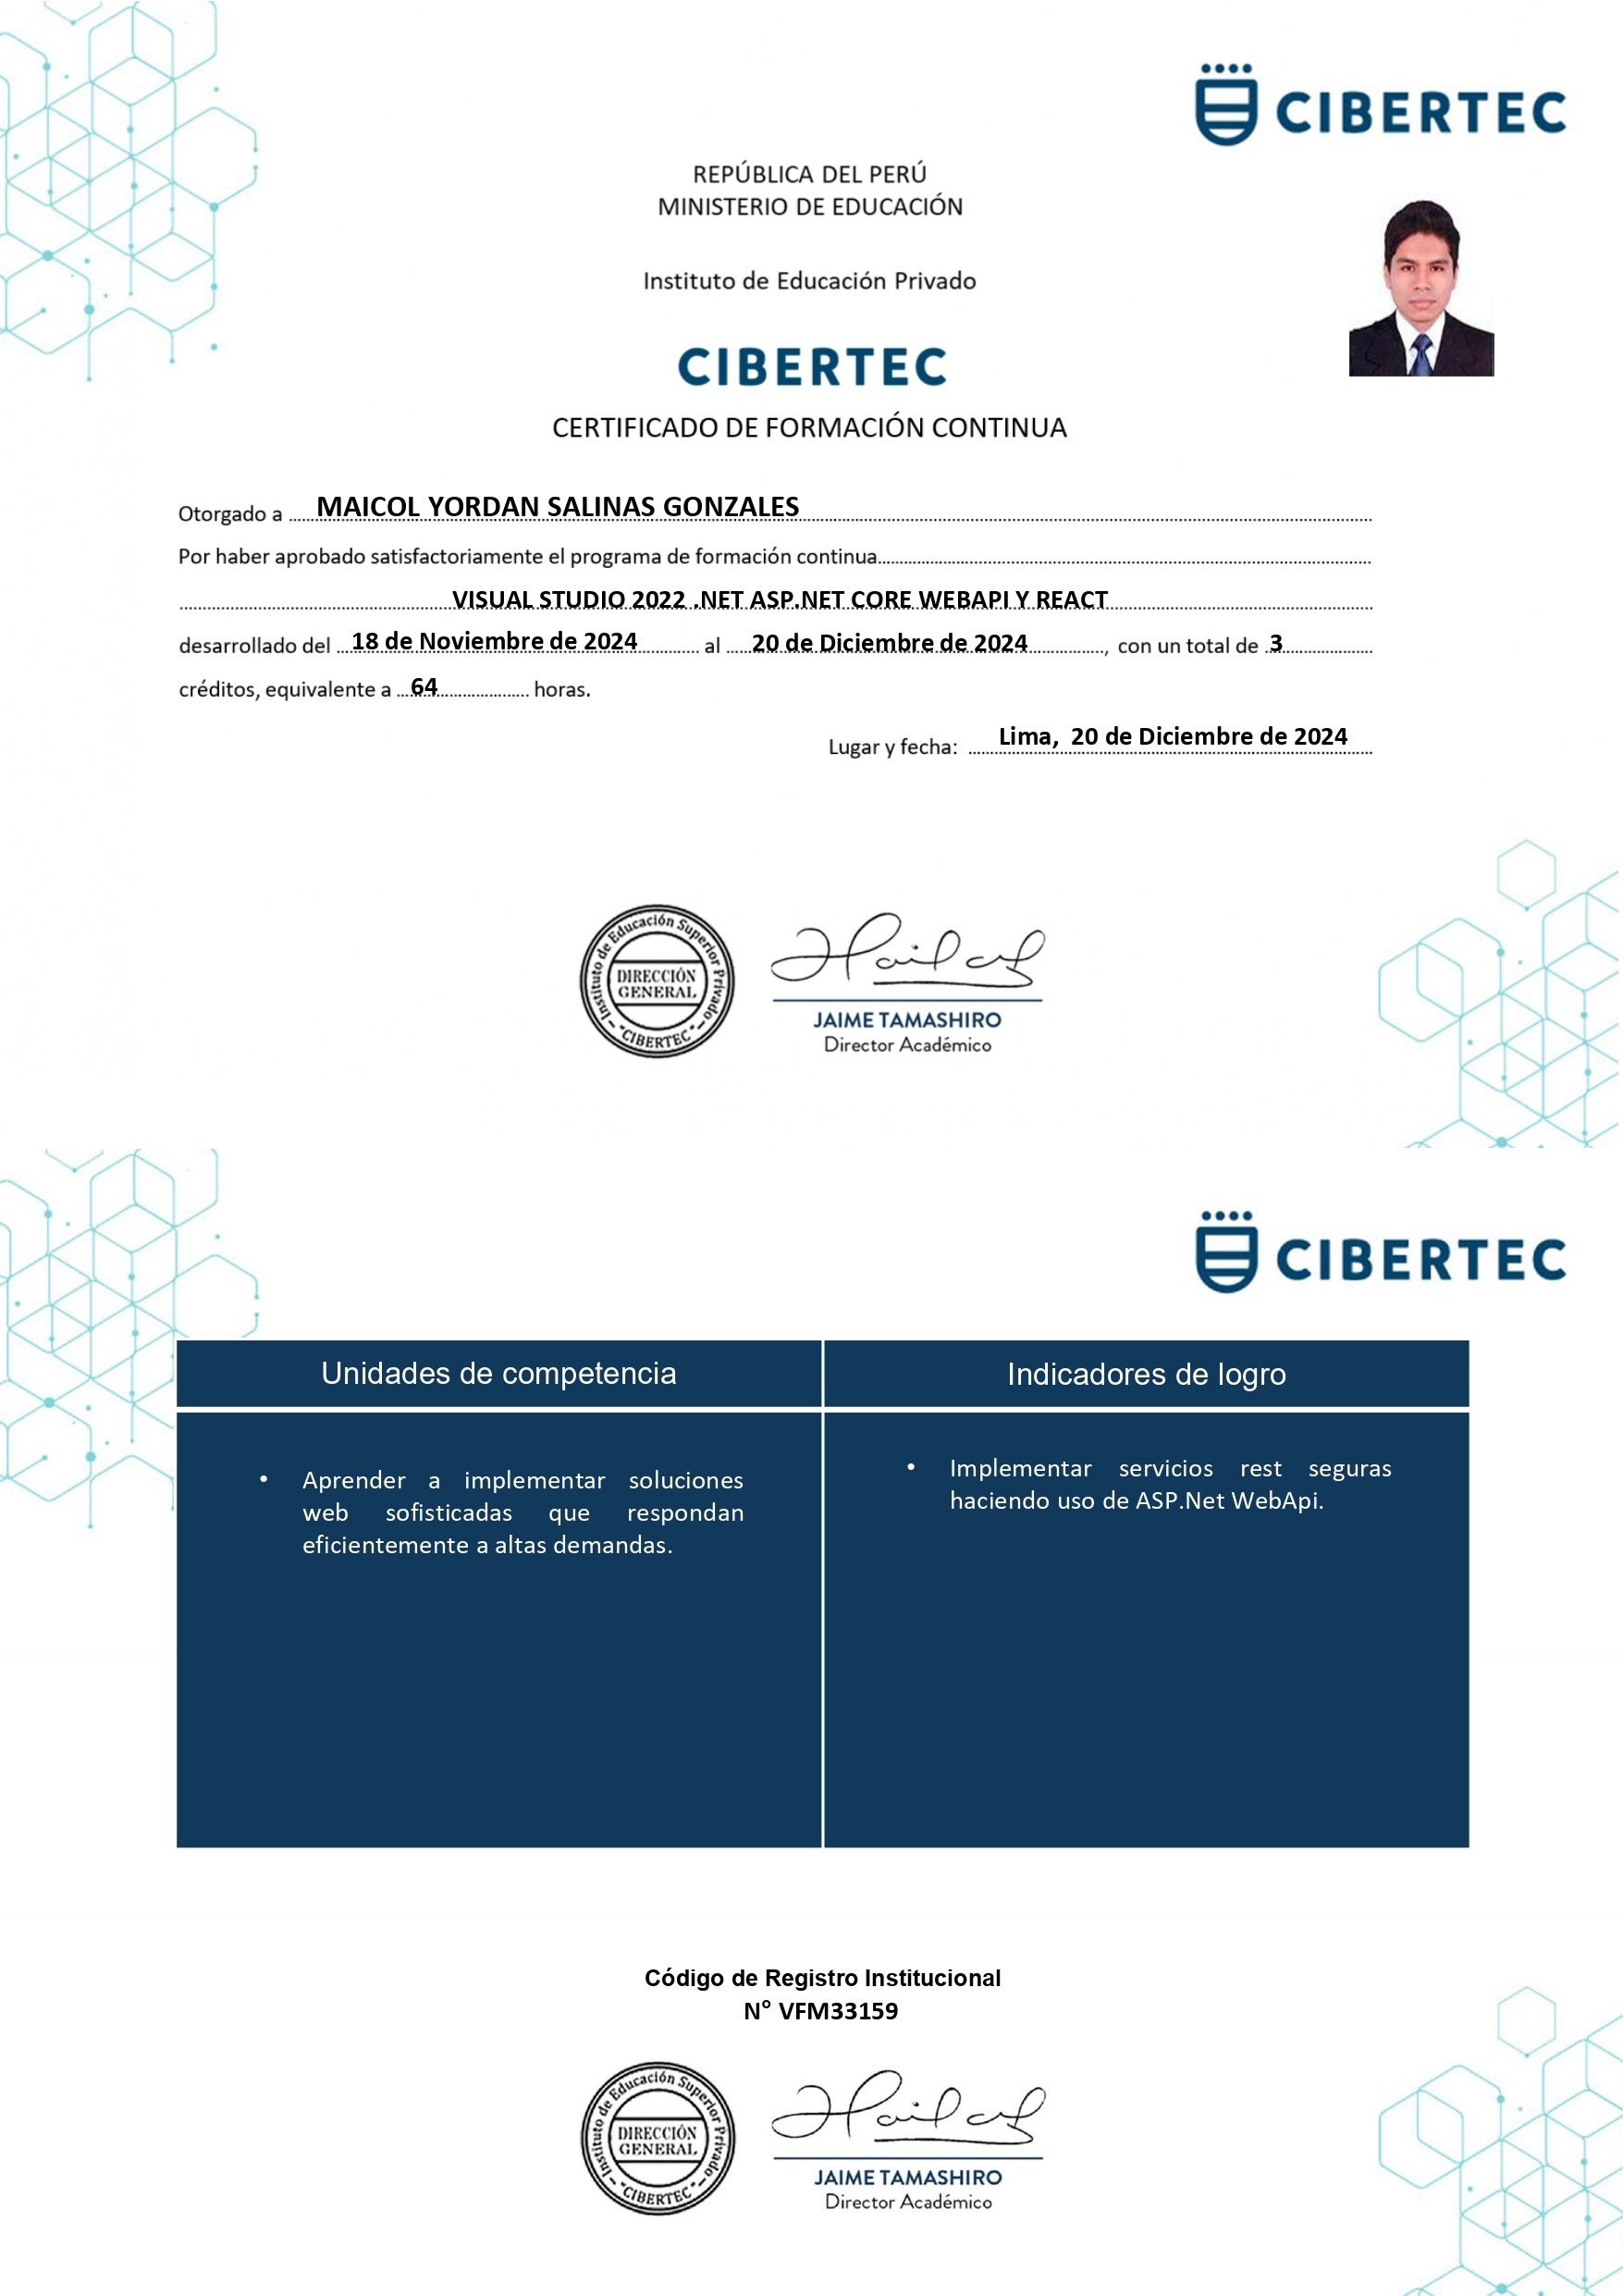 CIBERTEC
REPÚBLICA DEL PERÚ
MINISTERIO DE EDUCACIÓN
Instituto de Educación Privado
CIBERTEC
CERTIFICADO DE FORMACIÓN CONTINUA
Otorgado a MAICOL YORDAN SALINAS GONZALES
Por haber aprobado satisfactoriamente el programa de formación continua
VISUAL STUDIO 2022 .NET ASP.NET CORE WEBAPI Y REACT
desarrollado del 18 de Noviembre de 2024 al 20 de Diciembre de 2024, con un total de 3
créditos, equivalente a 64 horas.
Lugar y fecha: Lima, 20 de Diciembre de 2024
Instituto de Educación Superior Privado
DIRECCIÓN
GENERAL
"CIBERTEC"
JAIME TAMASHIRO
Director Académico
CIBERTEC
Unidades de competencia
• Aprender a implementar soluciones
web sofisticadas que respondan
eficientemente a altas demandas.
Indicadores de logro
• Implementar servicios rest seguras
haciendo uso de ASP.Net WebApi.
Código de Registro Institucional
N° VFM33159
Instituto de Educación Superior Privado
DIRECCIÓN
GENERAL
"CIBERTEC"
JAIME TAMASHIRO
Director Académico